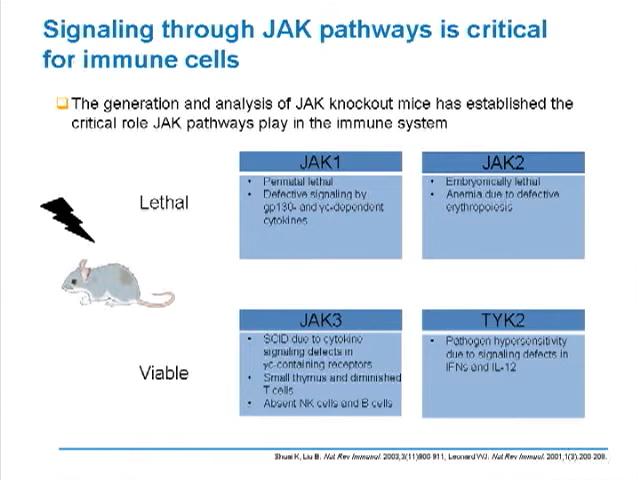 Signaling through JAK pathways is critical
for immune cells
The generation and analysis of JAK knockout mice has established the
critical role JAK pathways play in the immune system
Lethal
JAK1
• Perinatal lethal
• Defective signaling by
gp130- and γc-dependent
cytokines
JAK2
• Embryonically lethal
• Anemia due to defective
erythropoiesis
Viable
JAK3
• SCID due to cytokine
signaling defects in
γc-containing receptors
• Small thymus and diminished
T cells
• Absent NK cells and B cells
TYK2
• Pathogen hypersensitivity
due to signaling defects in
IFNs and IL-12
Shuai K, Liu B. Nat Rev Immunol. 2003;3(11)900-911, Leonard WJ. Nat Rev Immunol. 2001;1(3):200-208.